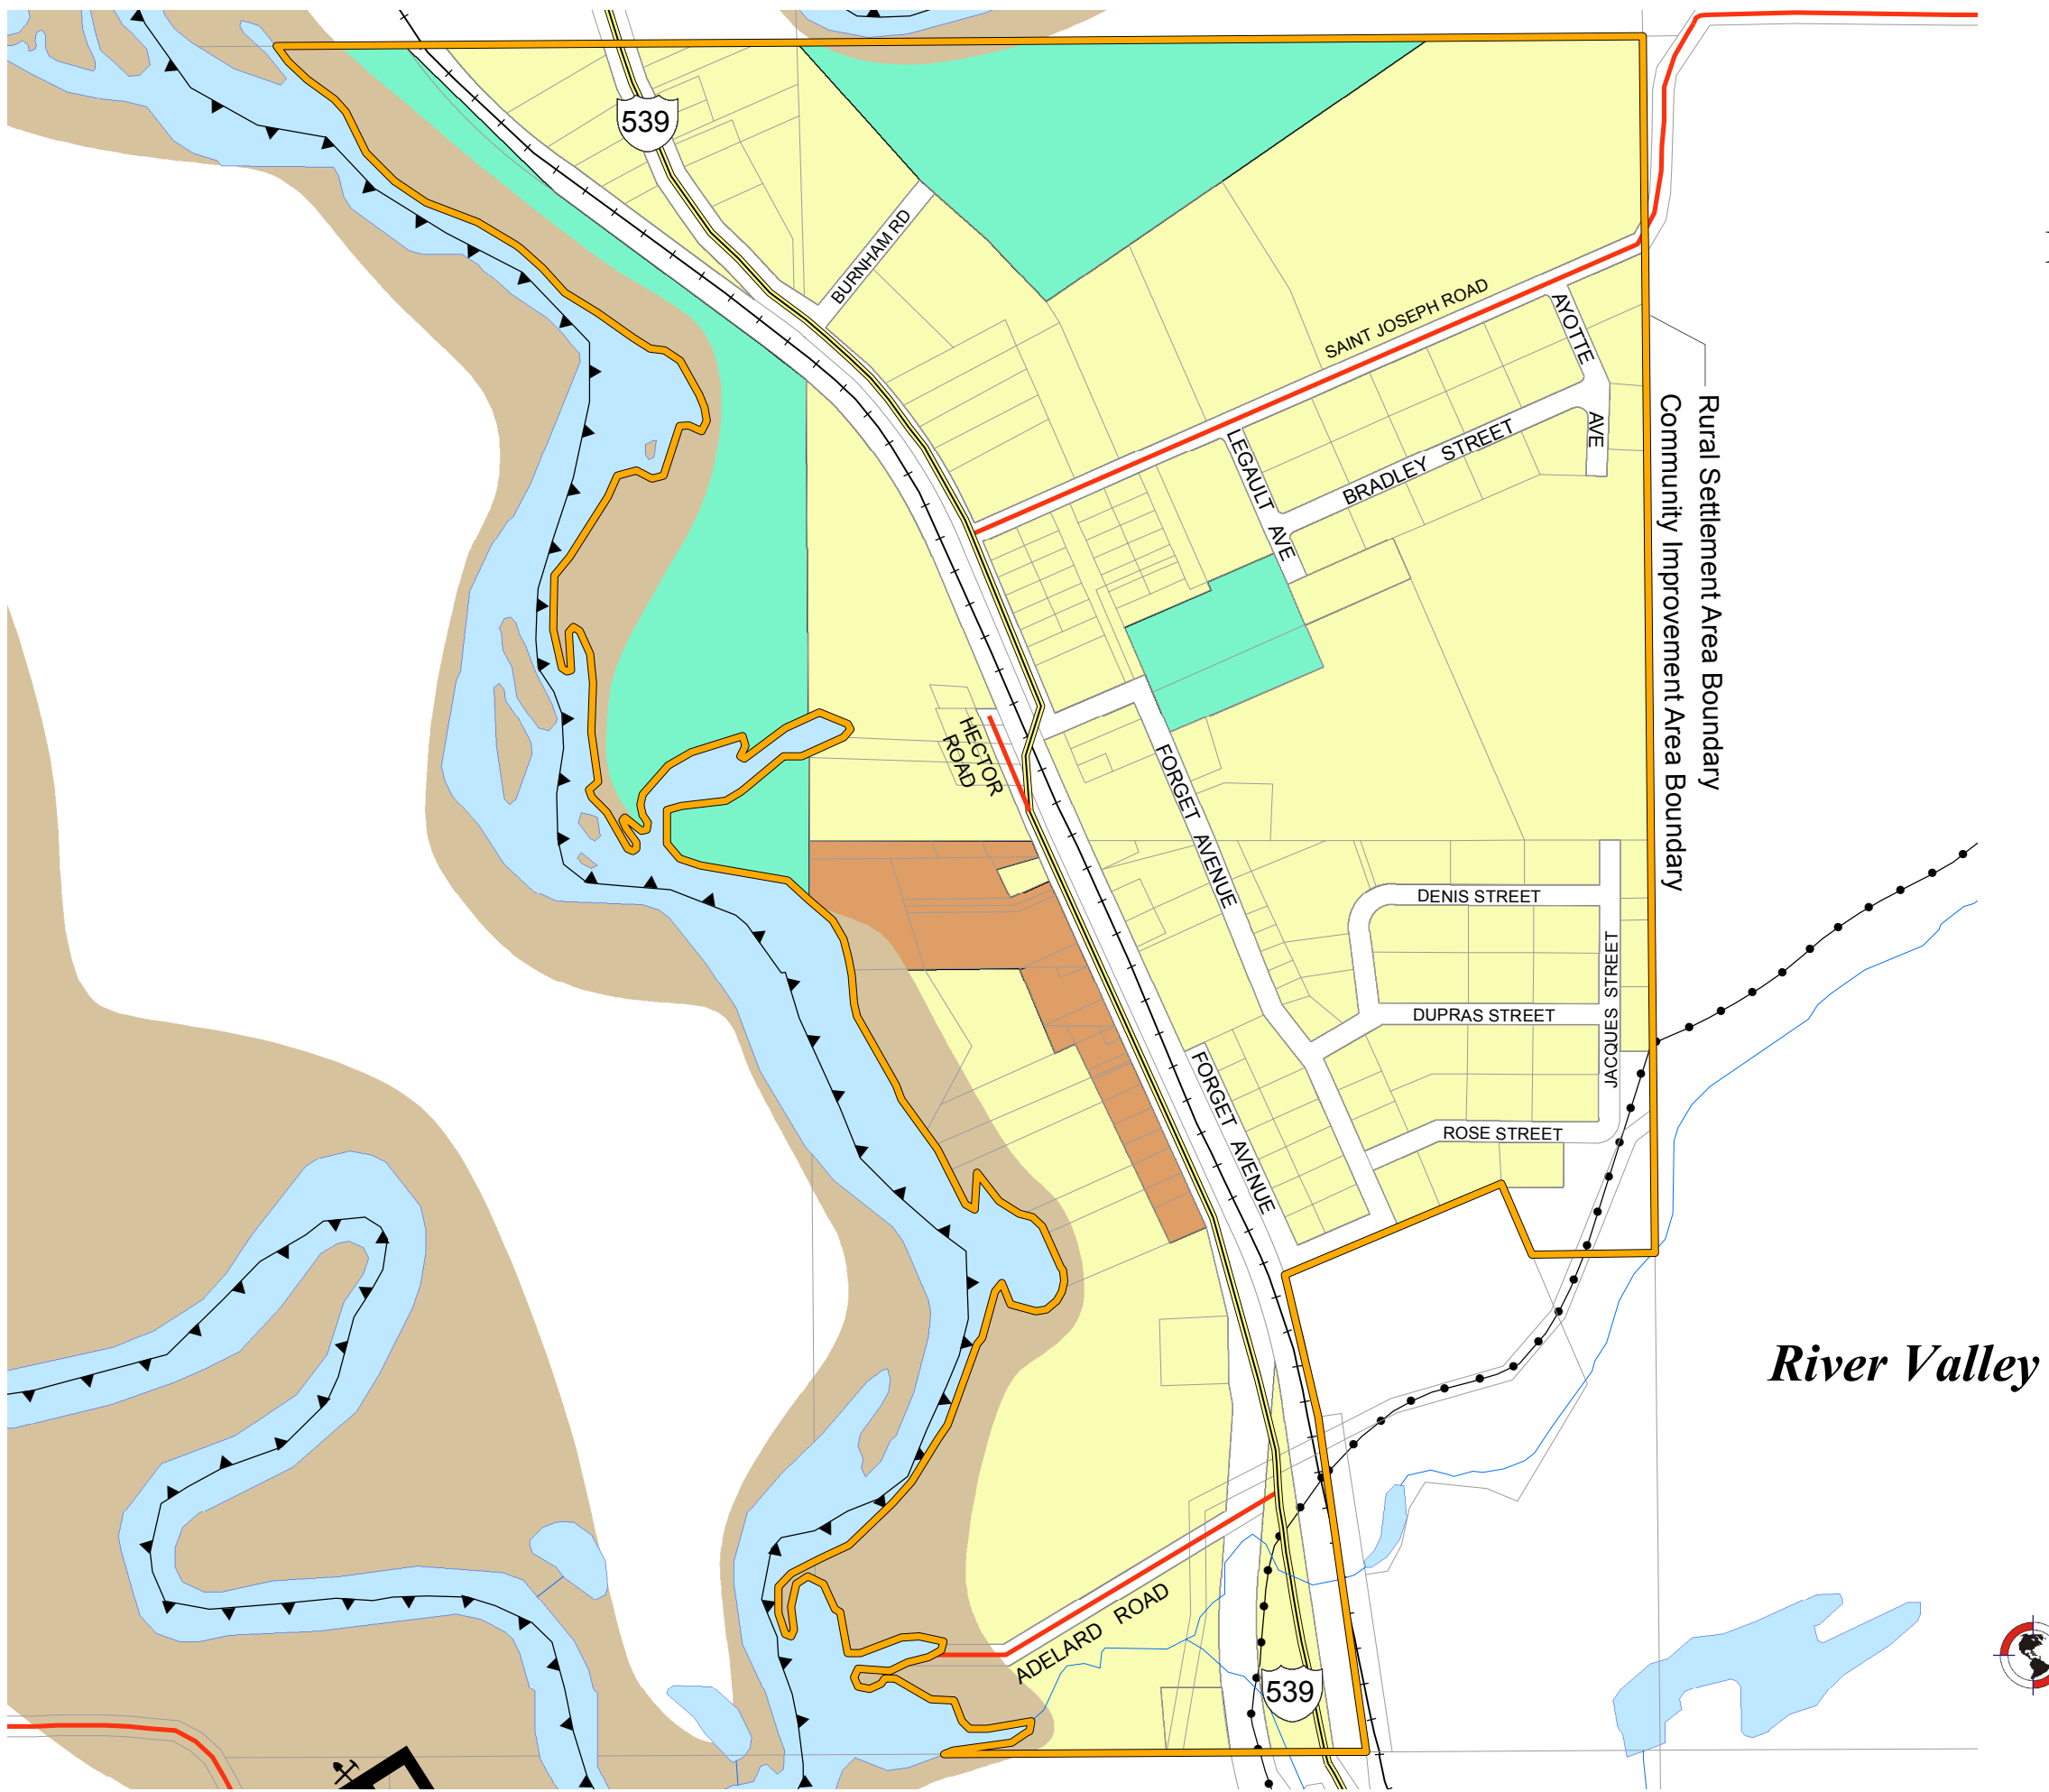 539
BURNHAM RD
SAINT JOSEPH ROAD
AYOTTE
AVE
Rural Settlement Area Boundary
Community Improvement Area Boundary
LEGAULT AVE
BRADLEY STREET
HECTOR
ROAD
FORGET AVENUE
DENIS STREET
JACQUES STREET
DUPRAS STREET
FORGET AVENUE
ROSE STREET
River Valley
ADELARD ROAD
539